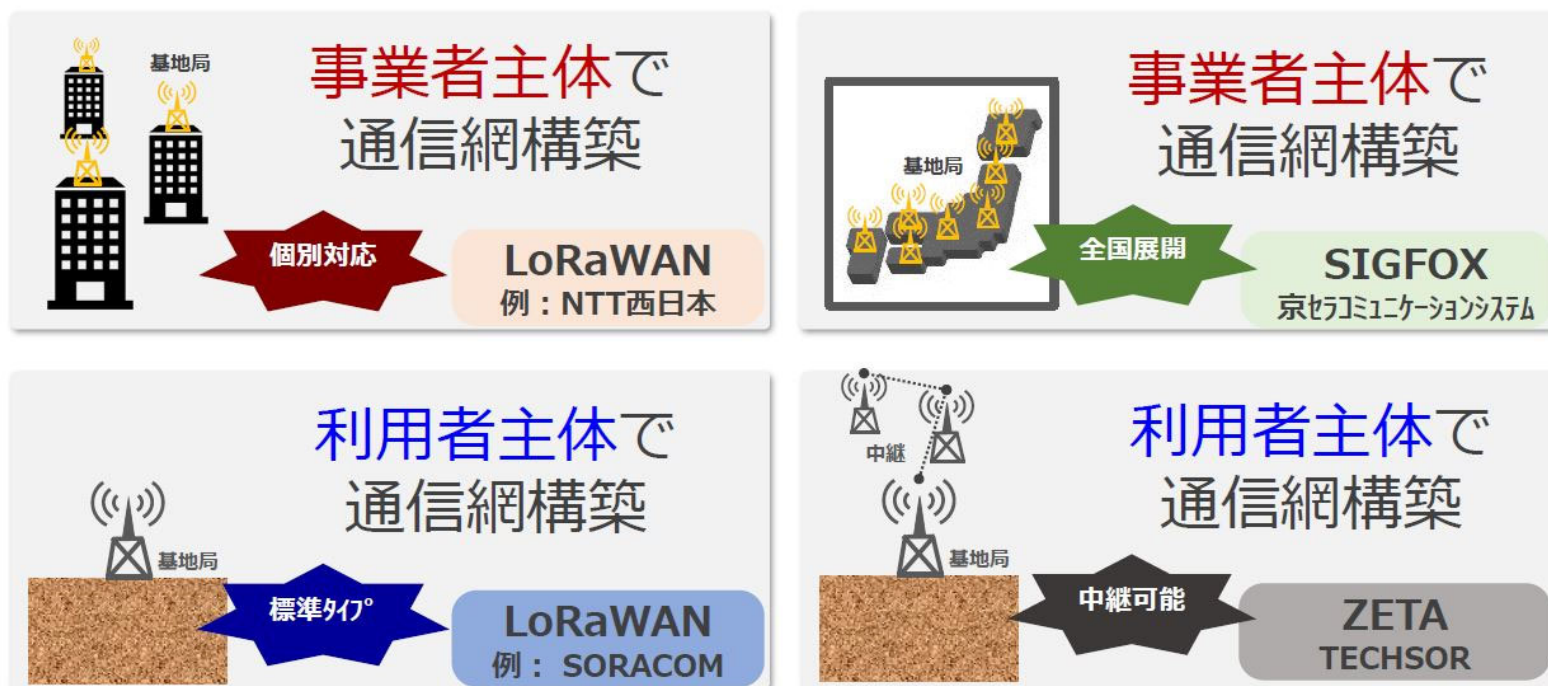 基地局
事業者主体で
通信網構築
個別対応
LoRaWAN
例：NTT西日本
基地局
事業者主体で
通信網構築
全国展開
SIGFOX
京ｾﾗｺﾐｭﾆｹｰｼｮﾝｼｽﾃﾑ
基地局
利用者主体で
通信網構築
標準ﾀｲﾌﾟ
LoRaWAN
例： SORACOM
中継
基地局
利用者主体で
通信網構築
中継可能
ZETA
TECHSOR